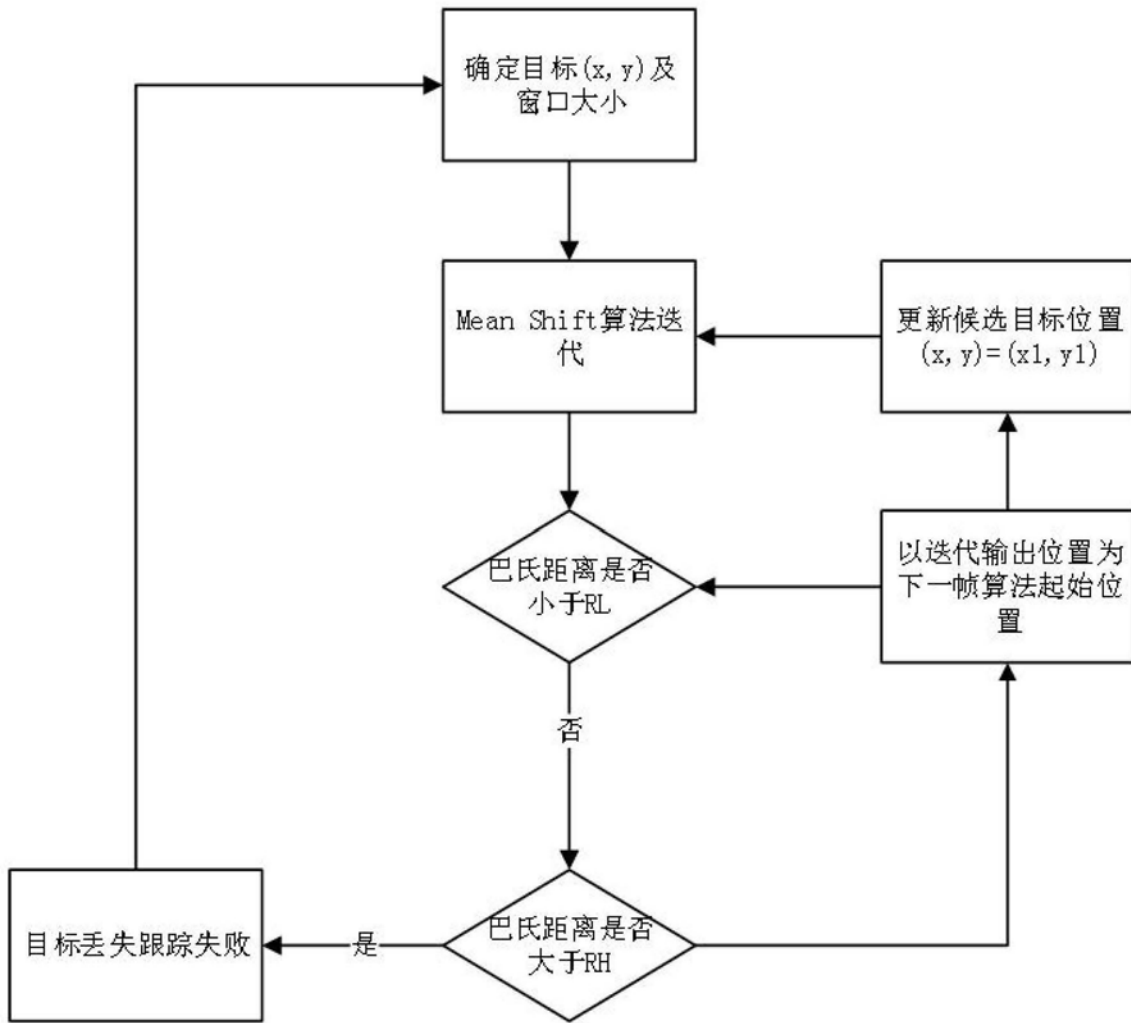 确定目标(x,y)及
窗口大小
Mean Shift算法迭
代
更新候选目标位置
(x,y)=(x1,y1)
巴氏距离是否
小于RL
以迭代输出位置为
下一帧算法起始位
置
否
目标丢失跟踪失败
是
巴氏距离是否
大于RH